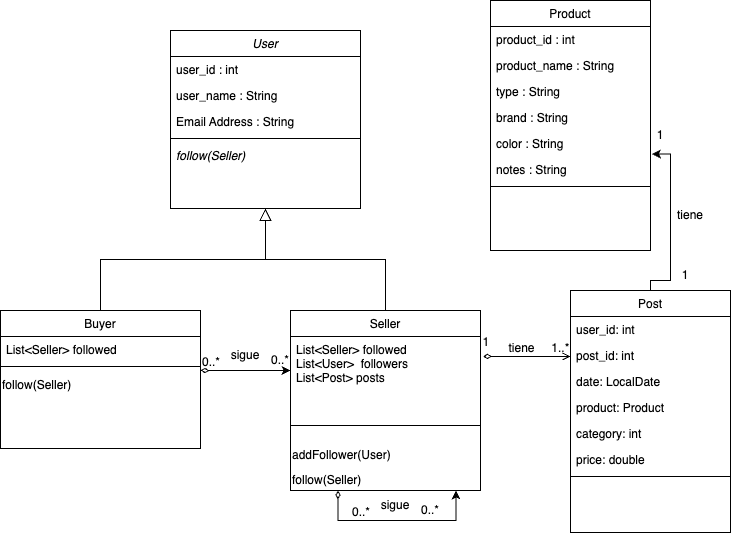 User
user_id : int
user_name : String
Email Address : String
follow(Seller)
Product
product_id : int
product_name : String
type : String
brand : String
color : String
notes : String
1
tiene
1
Buyer
List<Seller> followed
follow(Seller)
0..*
sigue
0..*
Seller
List<Seller> followed
List<User>  followers
List<Post> posts
addFollower(User)
follow(Seller)
0..*
sigue
0..*
1
tiene
1..*
Post
user_id: int
post_id: int
date: LocalDate
product: Product
category: int
price: double